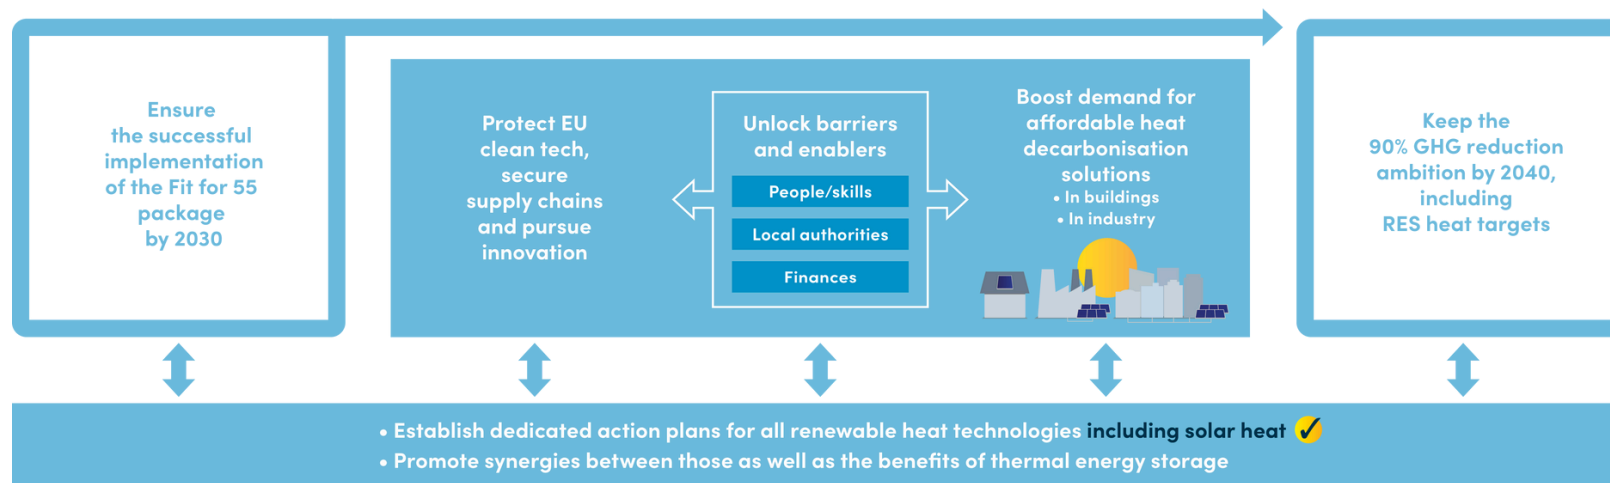 Ensure
the successful
implementation
of the Fit for 55
package
by 2030
Protect EU
clean tech,
secure
supply chains
and pursue
innovation
Unlock barriers
and enablers
People/skills
Local authorities
Finances
Boost demand for
affordable heat
decarbonisation
solutions
• In buildings
• In industry
Keep the
90% GHG reduction
ambition by 2040,
including
RES heat targets
• Establish dedicated action plans for all renewable heat technologies including solar heat ✓
• Promote synergies between those as well as the benefits of thermal energy storage